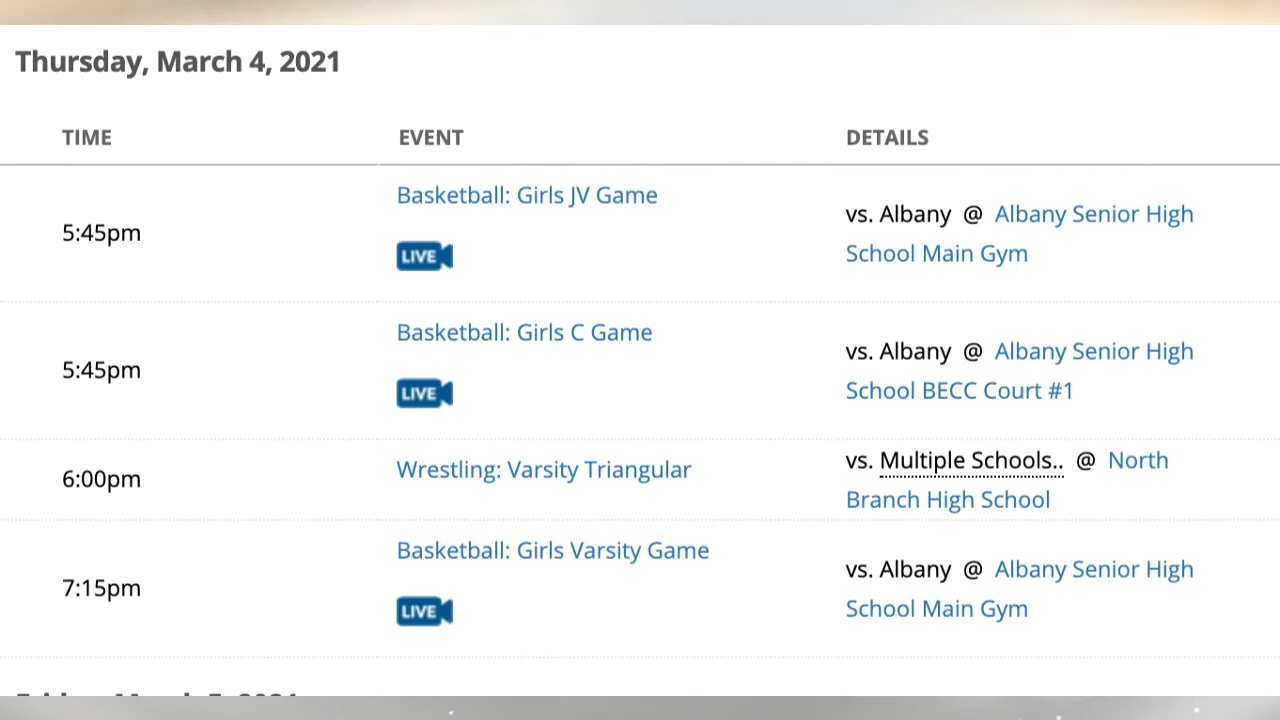 Thursday, March 4, 2021
TIME EVENT DETAILS
5:45pm
Basketball: Girls JV Game
LIVE
vs. Albany @ Albany Senior High
School Main Gym
5:45pm
Basketball: Girls C Game
LIVE
vs. Albany @ Albany Senior High
School BECC Court #1
6:00pm
Wrestling: Varsity Triangular
vs. Multiple Schools.. @ North
Branch High School
7:15pm
Basketball: Girls Varsity Game
LIVE
vs. Albany @ Albany Senior High
School Main Gym